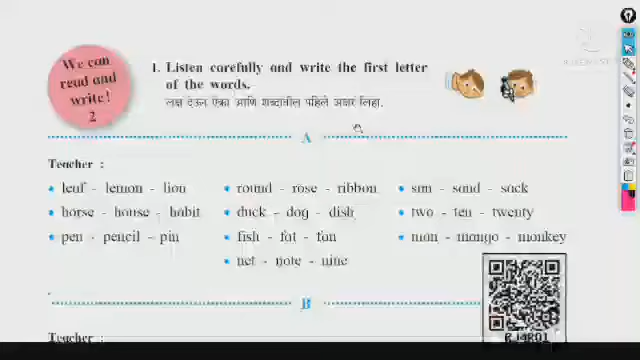 We can
read and
write!
2
1. Listen carefully and write the first letter
of the words.
लक्ष देऊन ऐका आणि शब्दातील पहिले अक्षर लिहा.
A
Teacher :
• leaf - lemon - lion
• round - rose - ribbon
• sun - sand - sack
• horse - house - habit
• duck - dog - dish
• two - ten - twenty
• pen - pencil - pin
• fish - fat - fan
• man - mango - monkey
• net - note - nine
B
Teacher :